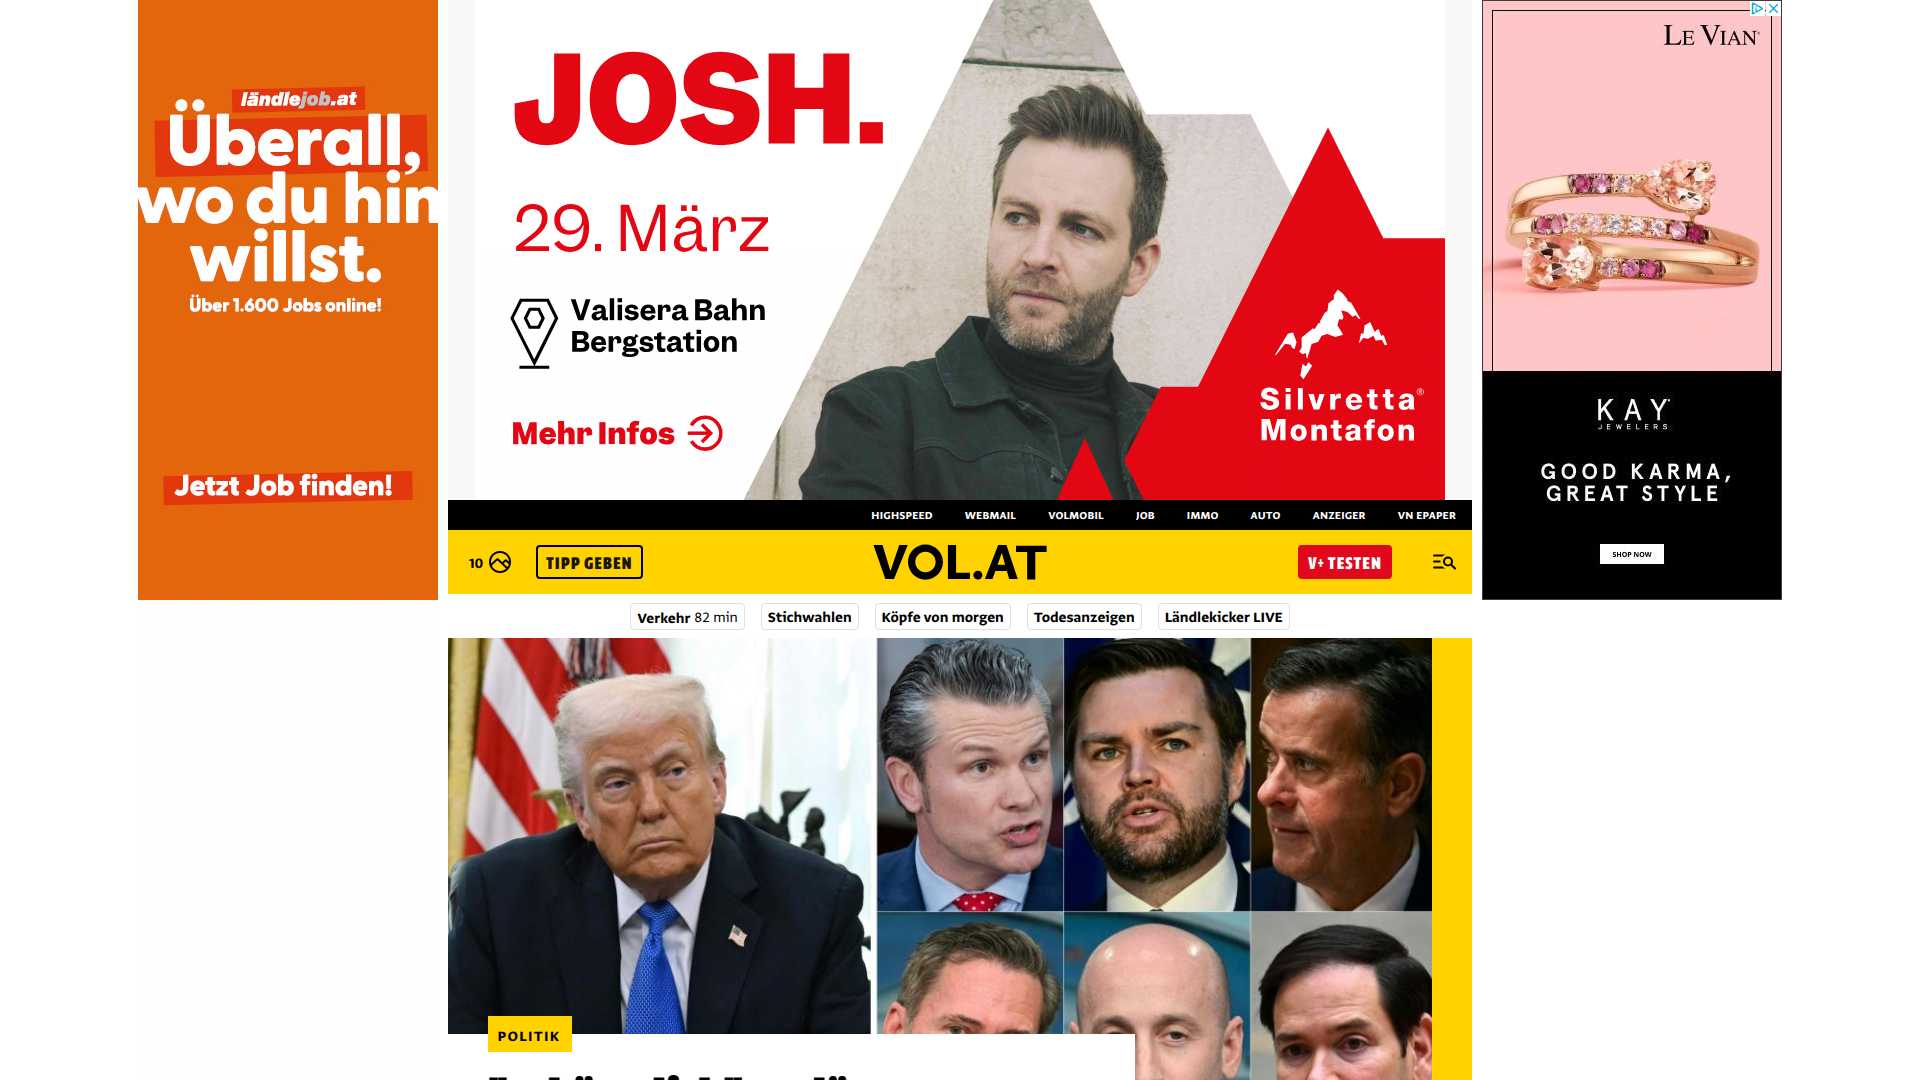 ländlejob.at
Überall,
wo du hin
willst.
Über 1.600 Jobs online!
Jetzt Job finden!
JOSH.
29. März
Valisera Bahn
Bergstation
Mehr Infos
Silvretta®
Montafon
LE VIAN®
KAY
JEWELERS
GOOD KARMA,
GREAT STYLE
SHOP NOW
HIGHSPEED WEBMAIL VOLMOBIL JOB IMMO AUTO ANZEIGER VN EPAPER
10 TIPP GEBEN VOL.AT V+ TESTEN
Verkehr 82 min Stichwahlen Köpfe von morgen Todesanzeigen Ländlekicker LIVE
POLITIK